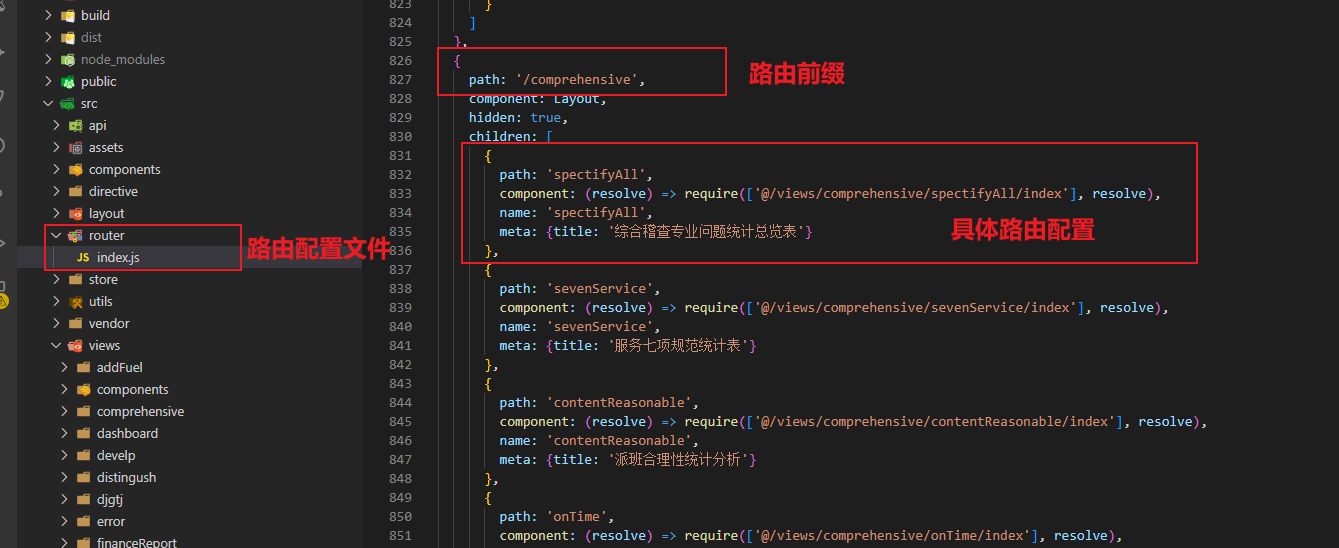 build
dist
node_modules
public
src
api
assets
components
directive
layout
router
JS index.js
store
utils
vendor
views
addFuel
components
comprehensive
dashboard
develp
distingush
djgtj
error
financeReport
路由配置文件
823 }
824 ]
825 },
826 {
827 path: '/comprehensive',
路由前缀
828 component: Layout,
829 hidden: true,
830 children: [
831 {
832 path: 'spectifyAll',
833 component: (resolve) => require(['@/views/comprehensive/spectifyAll/index'], resolve),
834 name: 'spectifyAll',
835 meta: {title: '综合稽查专业问题统计总览表'}
具体路由配置
836 },
837 {
838 path: 'sevenService',
839 component: (resolve) => require(['@/views/comprehensive/sevenService/index'], resolve),
840 name: 'sevenService',
841 meta: {title: '服务七项规范统计表'}
842 },
843 {
844 path: 'contentReasonable',
845 component: (resolve) => require(['@/views/comprehensive/contentReasonable/index'], resolve),
846 name: 'contentReasonable',
847 meta: {title: '派班合理性统计分析'}
848 },
849 {
850 path: 'onTime',
851 component: (resolve) => require(['@/views/comprehensive/onTime/index'], resolve),